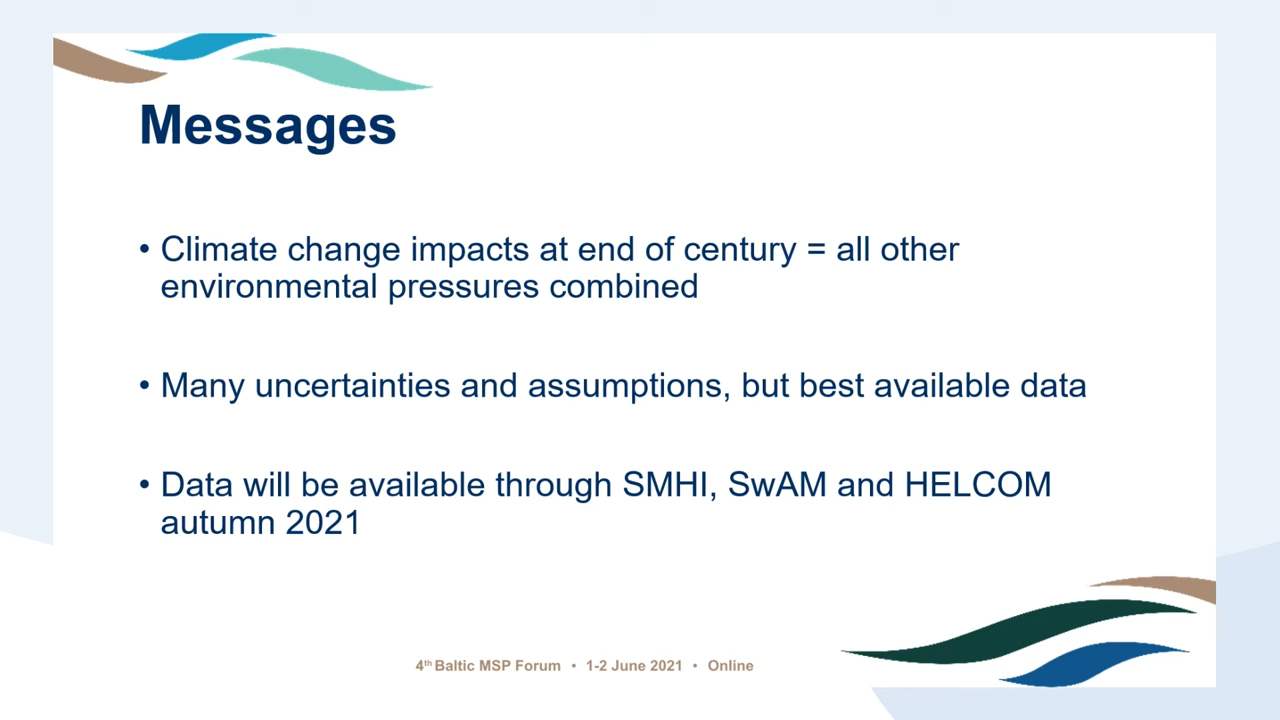 Messages
• Climate change impacts at end of century = all other
environmental pressures combined
• Many uncertainties and assumptions, but best available data
• Data will be available through SMHI, SwAM and HELCOM
autumn 2021
4th Baltic MSP Forum • 1-2 June 2021 • Online